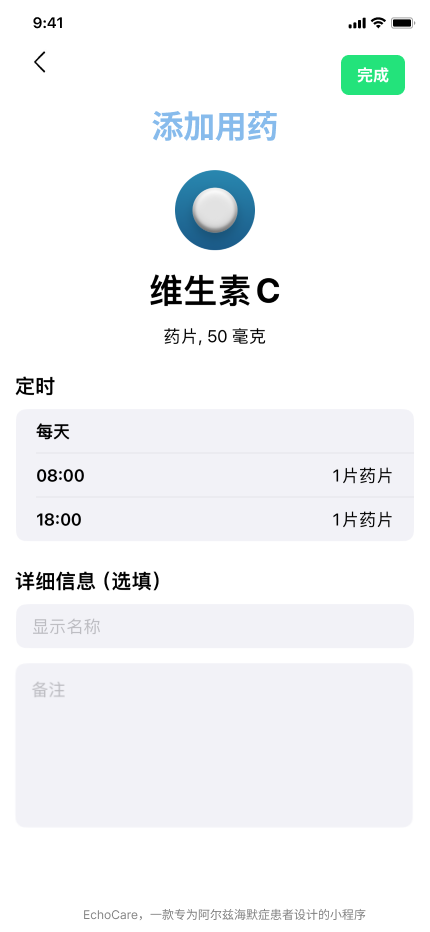 9:41
完成
添加用药
维生素 C
药片, 50 毫克
定时
每天
08:00 1片药片
18:00 1片药片
详细信息（选填）
显示名称
备注
EchoCare，一款专为阿尔兹海默症患者设计的小程序